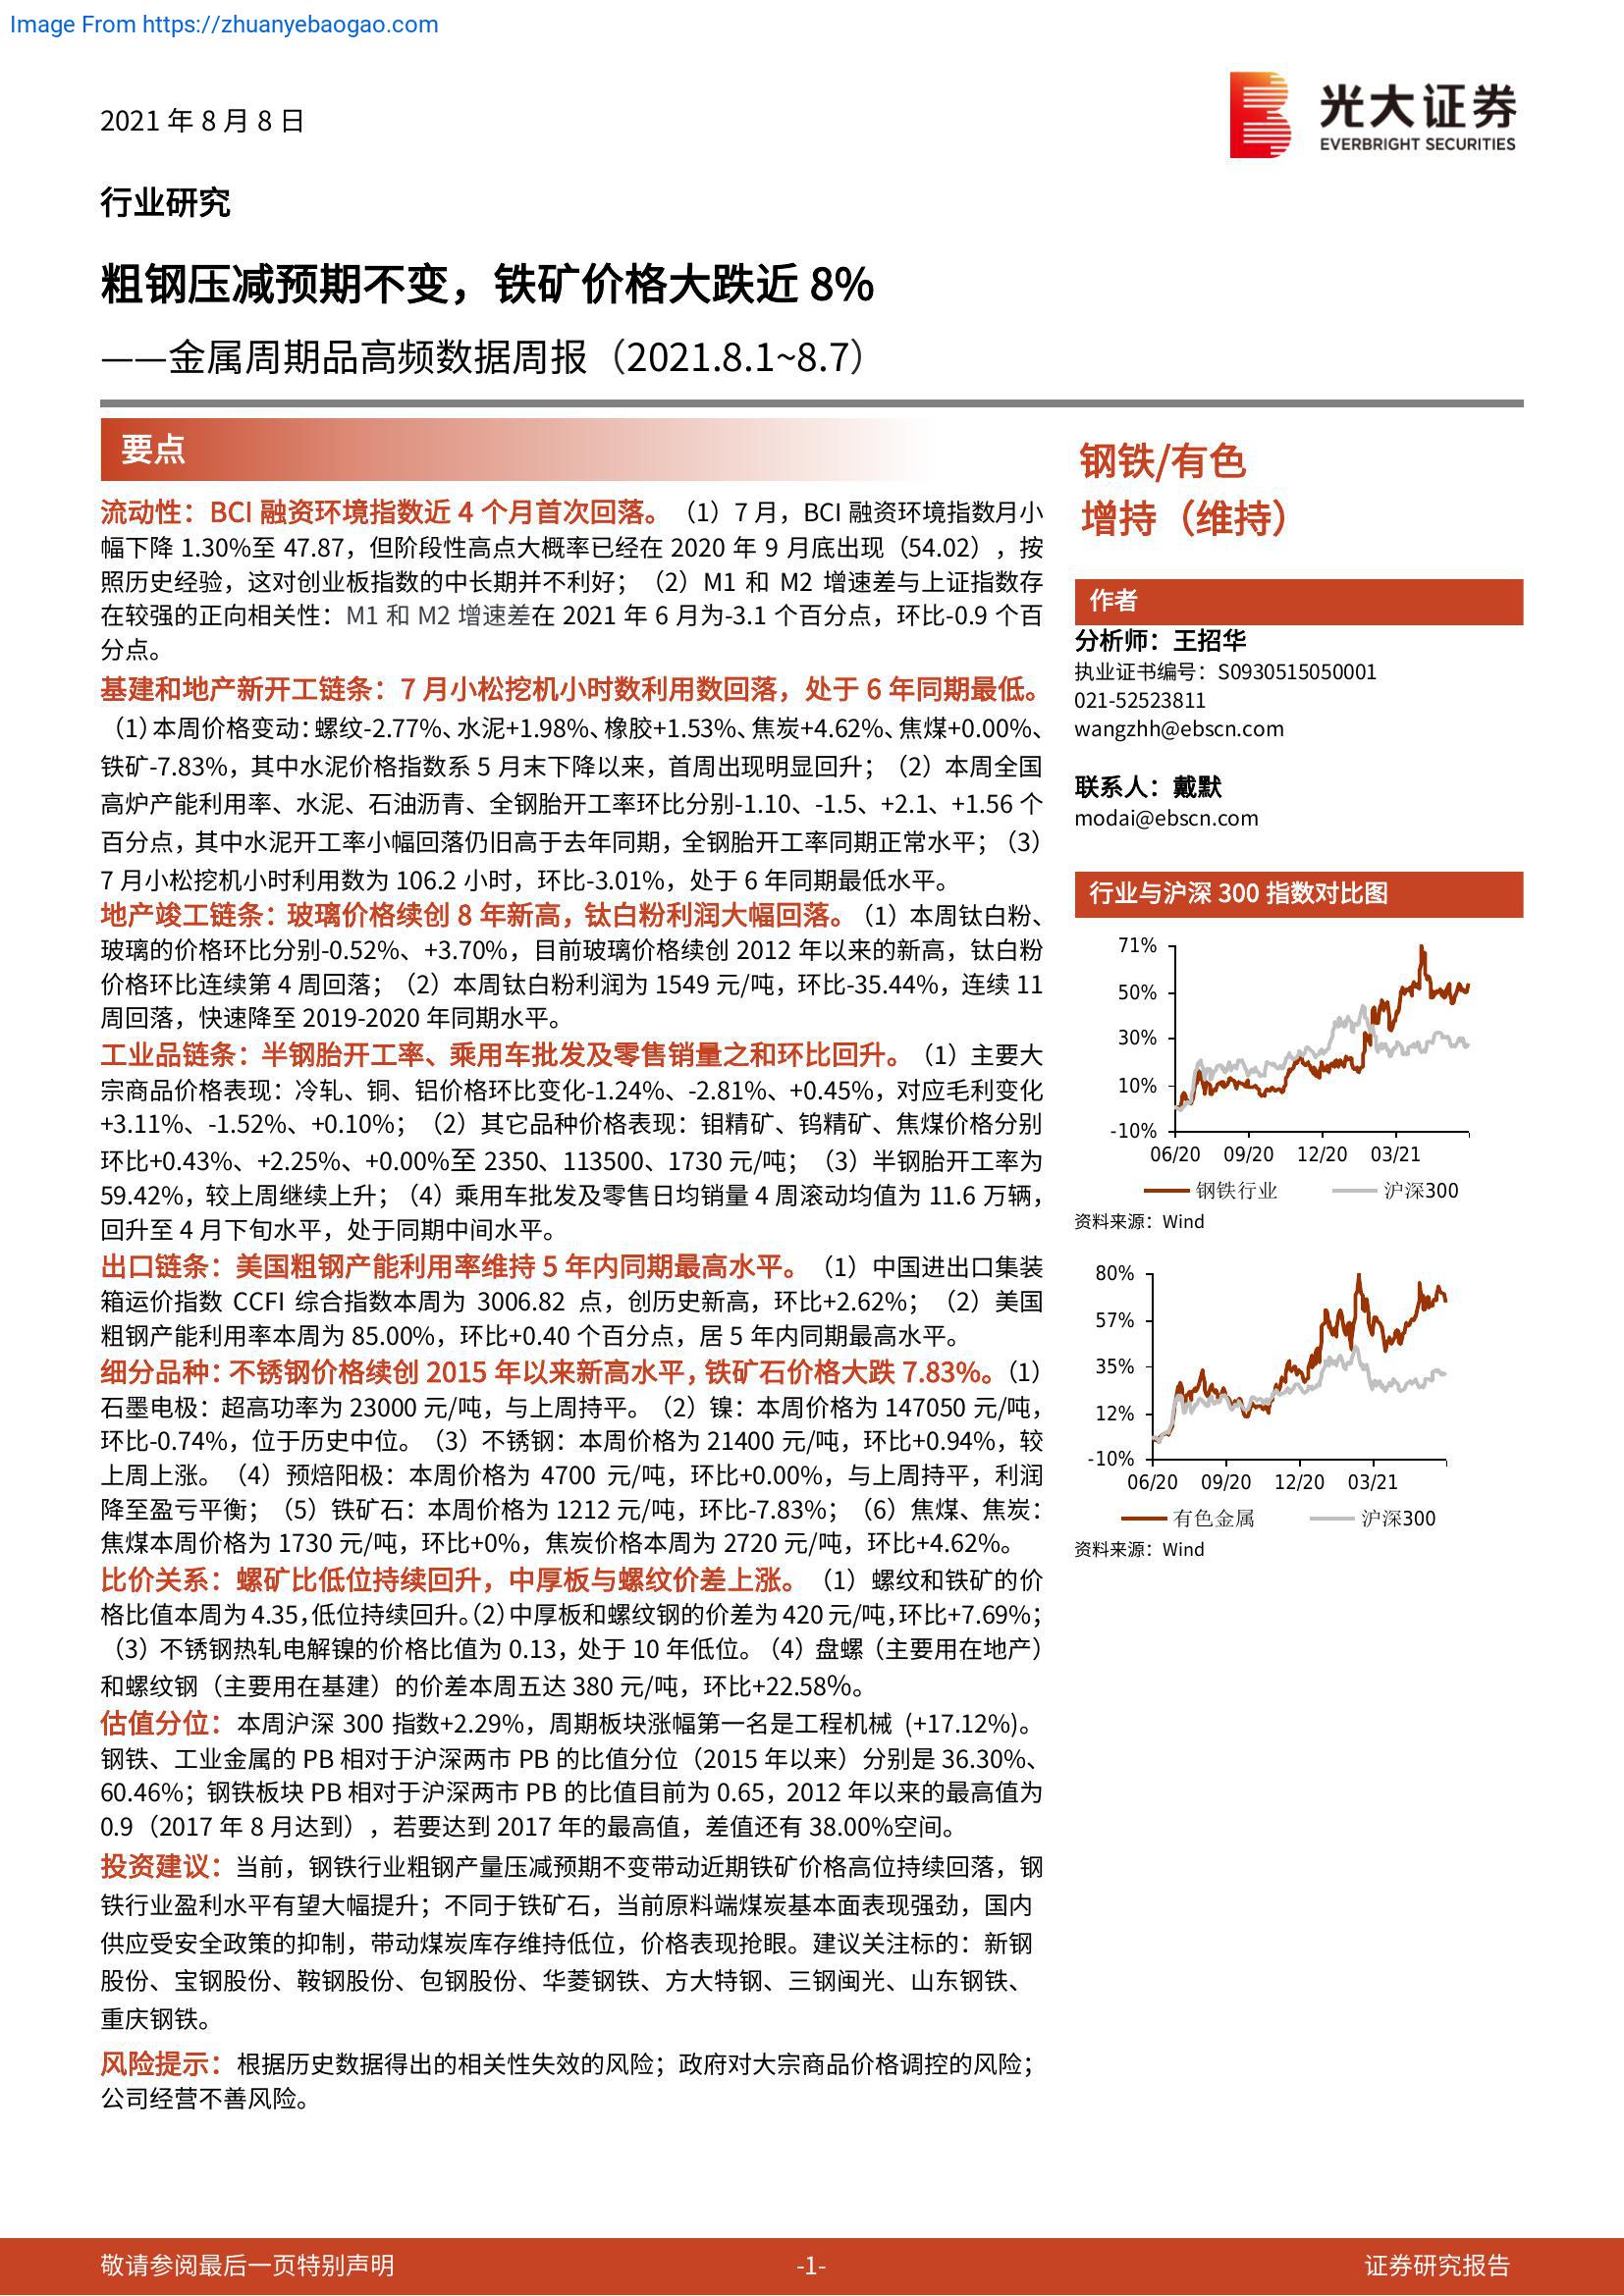 Image From https://zhuanyebaogao.com
2021 年 8 月 8 日
光大证券
EVERBRIGHT SECURITIES
行业研究
粗钢压减预期不变，铁矿价格大跌近 8%
——金属周期品高频数据周报（2021.8.1~8.7）
要点
流动性：BCI 融资环境指数近 4 个月首次回落。（1）7 月，BCI 融资环境指数月小
幅下降 1.30%至 47.87，但阶段性高点大概率已经在 2020 年 9 月底出现（54.02），按
照历史经验，这对创业板指数的中长期并不利好；（2）M1 和 M2 增速差与上证指数存
在较强的正向相关性：M1 和 M2 增速差在 2021 年 6 月为-3.1 个百分点，环比-0.9 个百
分点。
基建和地产新开工链条：7 月小松挖机小时数利用数回落，处于 6 年同期最低。
（1）本周价格变动：螺纹-2.77%、水泥+1.98%、橡胶+1.53%、焦炭+4.62%、焦煤+0.00%、
铁矿-7.83%，其中水泥价格指数系 5 月末下降以来，首周出现明显回升；（2）本周全国
高炉产能利用率、水泥、石油沥青、全钢胎开工率环比分别-1.10、-1.5、+2.1、+1.56 个
百分点，其中水泥开工率小幅回落仍旧高于去年同期，全钢胎开工率同期正常水平；（3）
7 月小松挖机小时利用数为 106.2 小时，环比-3.01%，处于 6 年同期最低水平。
地产竣工链条：玻璃价格续创 8 年新高，钛白粉利润大幅回落。（1）本周钛白粉、
玻璃的价格环比分别-0.52%、+3.70%，目前玻璃价格续创 2012 年以来的新高，钛白粉
价格环比连续第 4 周回落；（2）本周钛白粉利润为 1549 元/吨，环比-35.44%，连续 11
周回落，快速降至 2019-2020 年同期水平。
工业品链条：半钢胎开工率、乘用车批发及零售销量之和环比回升。（1）主要大
宗商品价格表现：冷轧、铜、铝价格环比变化-1.24%、-2.81%、+0.45%，对应毛利变化
+3.11%、-1.52%、+0.10%；（2）其它品种价格表现：钼精矿、钨精矿、焦煤价格分别
环比+0.43%、+2.25%、+0.00%至 2350、113500、1730 元/吨；（3）半钢胎开工率为
59.42%，较上周继续上升；（4）乘用车批发及零售日均销量 4 周滚动均值为 11.6 万辆，
回升至 4 月下旬水平，处于同期中间水平。
出口链条：美国粗钢产能利用率维持 5 年内同期最高水平。（1）中国进出口集装
箱运价指数 CCFI 综合指数本周为 3006.82 点，创历史新高，环比+2.62%；（2）美国
粗钢产能利用率本周为 85.00%，环比+0.40 个百分点，居 5 年内同期最高水平。
细分品种：不锈钢价格续创 2015 年以来新高水平，铁矿石价格大跌 7.83%。（1）
石墨电极：超高功率为 23000 元/吨，与上周持平。（2）镍：本周价格为 147050 元/吨，
环比-0.74%，位于历史中位。（3）不锈钢：本周价格为 21400 元/吨，环比+0.94%，较
上周上涨。（4）预焙阳极：本周价格为 4700 元/吨，环比+0.00%，与上周持平，利润
降至盈亏平衡；（5）铁矿石：本周价格为 1212 元/吨，环比-7.83%；（6）焦煤、焦炭：
焦煤本周价格为 1730 元/吨，环比+0%，焦炭价格本周为 2720 元/吨，环比+4.62%。
比价关系：螺矿比低位持续回升，中厚板与螺纹价差上涨。（1）螺纹和铁矿的价
格比值本周为 4.35，低位持续回升。（2）中厚板和螺纹钢的价差为 420 元/吨，环比+7.69%；
（3）不锈钢热轧电解镍的价格比值为 0.13，处于 10 年低位。（4）盘螺（主要用在地产）
和螺纹钢（主要用在基建）的价差本周五达 380 元/吨，环比+22.58%。
估值分位：本周沪深 300 指数+2.29%，周期板块涨幅第一名是工程机械 (+17.12%)。
钢铁、工业金属的 PB 相对于沪深两市 PB 的比值分位（2015 年以来）分别是 36.30%、
60.46%；钢铁板块 PB 相对于沪深两市 PB 的比值目前为 0.65，2012 年以来的最高值为
0.9（2017 年 8 月达到），若要达到 2017 年的最高值，差值还有 38.00%空间。
投资建议：当前，钢铁行业粗钢产量压减预期不变带动近期铁矿价格高位持续回落，钢
铁行业盈利水平有望大幅提升；不同于铁矿石，当前原料端煤炭基本面表现强劲，国内
供应受安全政策的抑制，带动煤炭库存维持低位，价格表现抢眼。建议关注标的：新钢
股份、宝钢股份、鞍钢股份、包钢股份、华菱钢铁、方大特钢、三钢闽光、山东钢铁、
重庆钢铁。
风险提示：根据历史数据得出的相关性失效的风险；政府对大宗商品价格调控的风险；
公司经营不善风险。
钢铁/有色
增持（维持）
作者
分析师：王招华
执业证书编号：S0930515050001
021-52523811
wangzhh@ebscn.com
联系人：戴默
modai@ebscn.com
行业与沪深 300 指数对比图
71%
50%
30%
10%
-10%
06/20 09/20 12/20 03/21
钢铁行业 沪深300
资料来源：Wind
80%
57%
35%
12%
-10%
06/20 09/20 12/20 03/21
有色金属 沪深300
资料来源：Wind
敬请参阅最后一页特别声明 -1- 证券研究报告